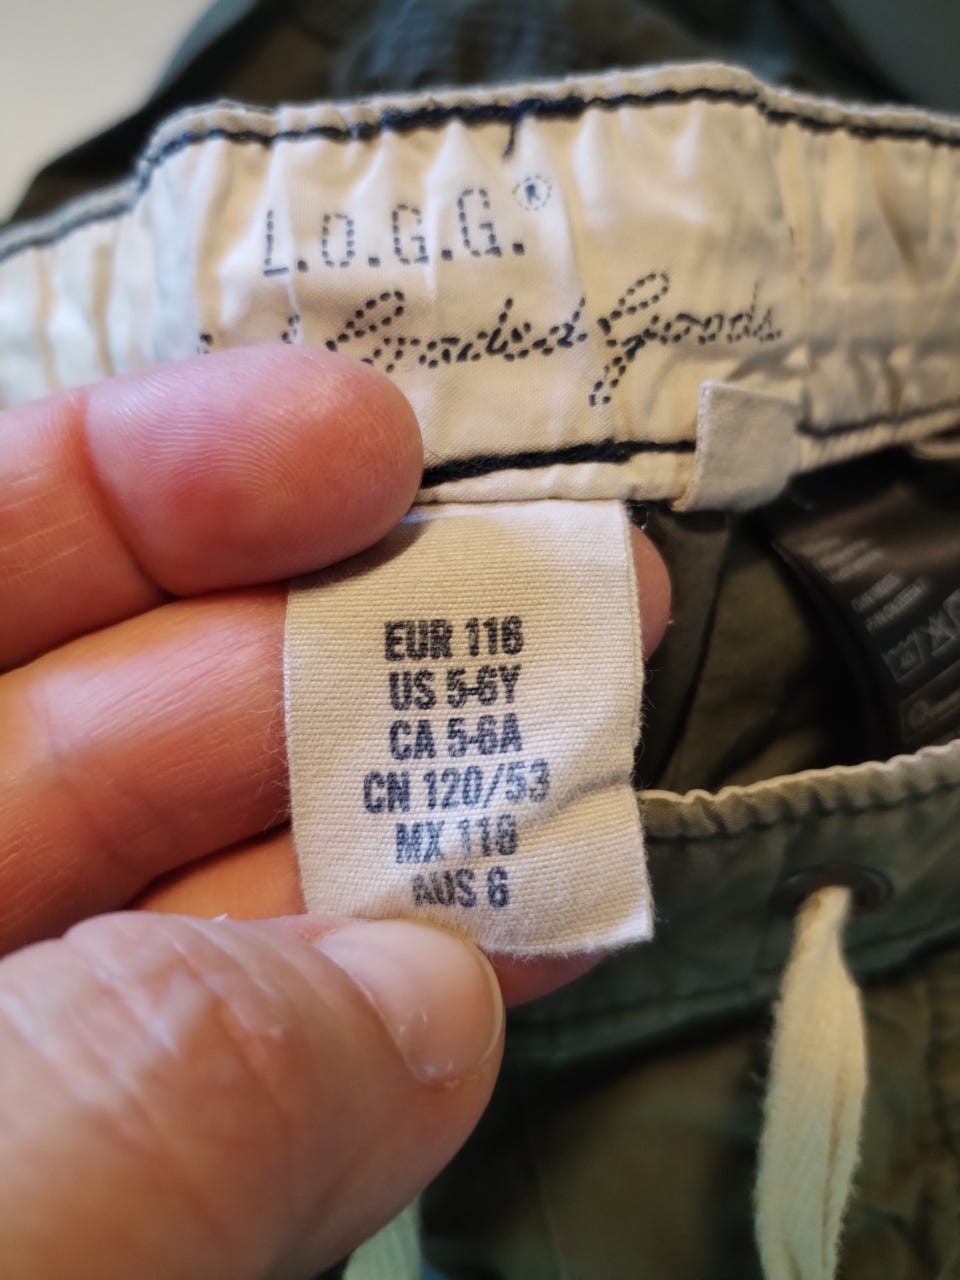 L.O.G.G.®
Graded Goods
EUR 116
US 5-6Y
CA 5-6A
CN 120/53
MX 116
AUS 6